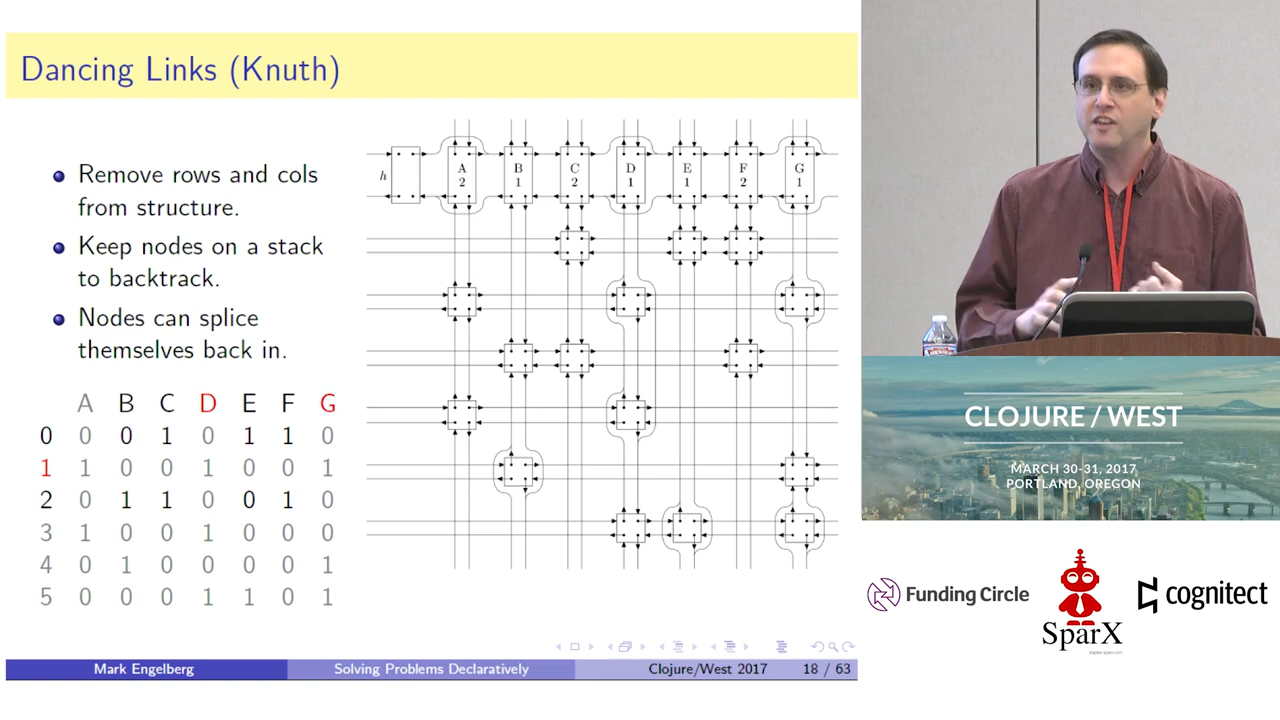 Dancing Links (Knuth)
Remove rows and cols
from structure.
Keep nodes on a stack
to backtrack.
Nodes can splice
themselves back in.
A B C D E F G
0 0 0 1 0 1 1 0
1 1 0 0 1 0 0 1
2 0 1 1 0 0 1 0
3 1 0 0 1 0 0 0
4 0 1 0 0 0 0 1
5 0 0 0 1 1 0 1
h
A B C D E F G
2 1 2 1 1 2 1
Mark Engelberg Solving Problems Declaratively Clojure/West 2017 18 / 63
CLOJURE / WEST
MARCH 30-31, 2017
PORTLAND, OREGON
Funding Circle
SparX
cognitect